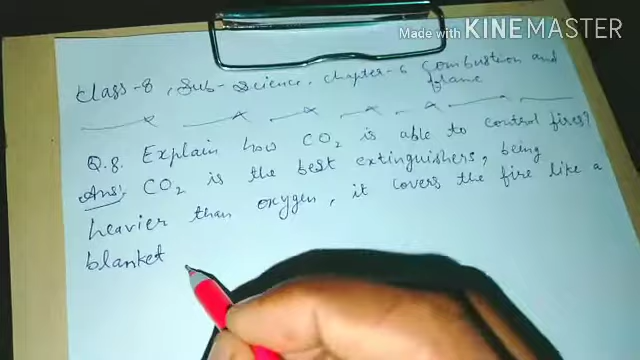 Made with KINEMASTER
Class-8, Sub-Science, chapter-6 Combustion and
flame
Q.8. Explain how CO2 is able to control fires?
Ans: CO2 is the best extinguishers, being
heavier than oxygen, it covers the fire like a
blanket